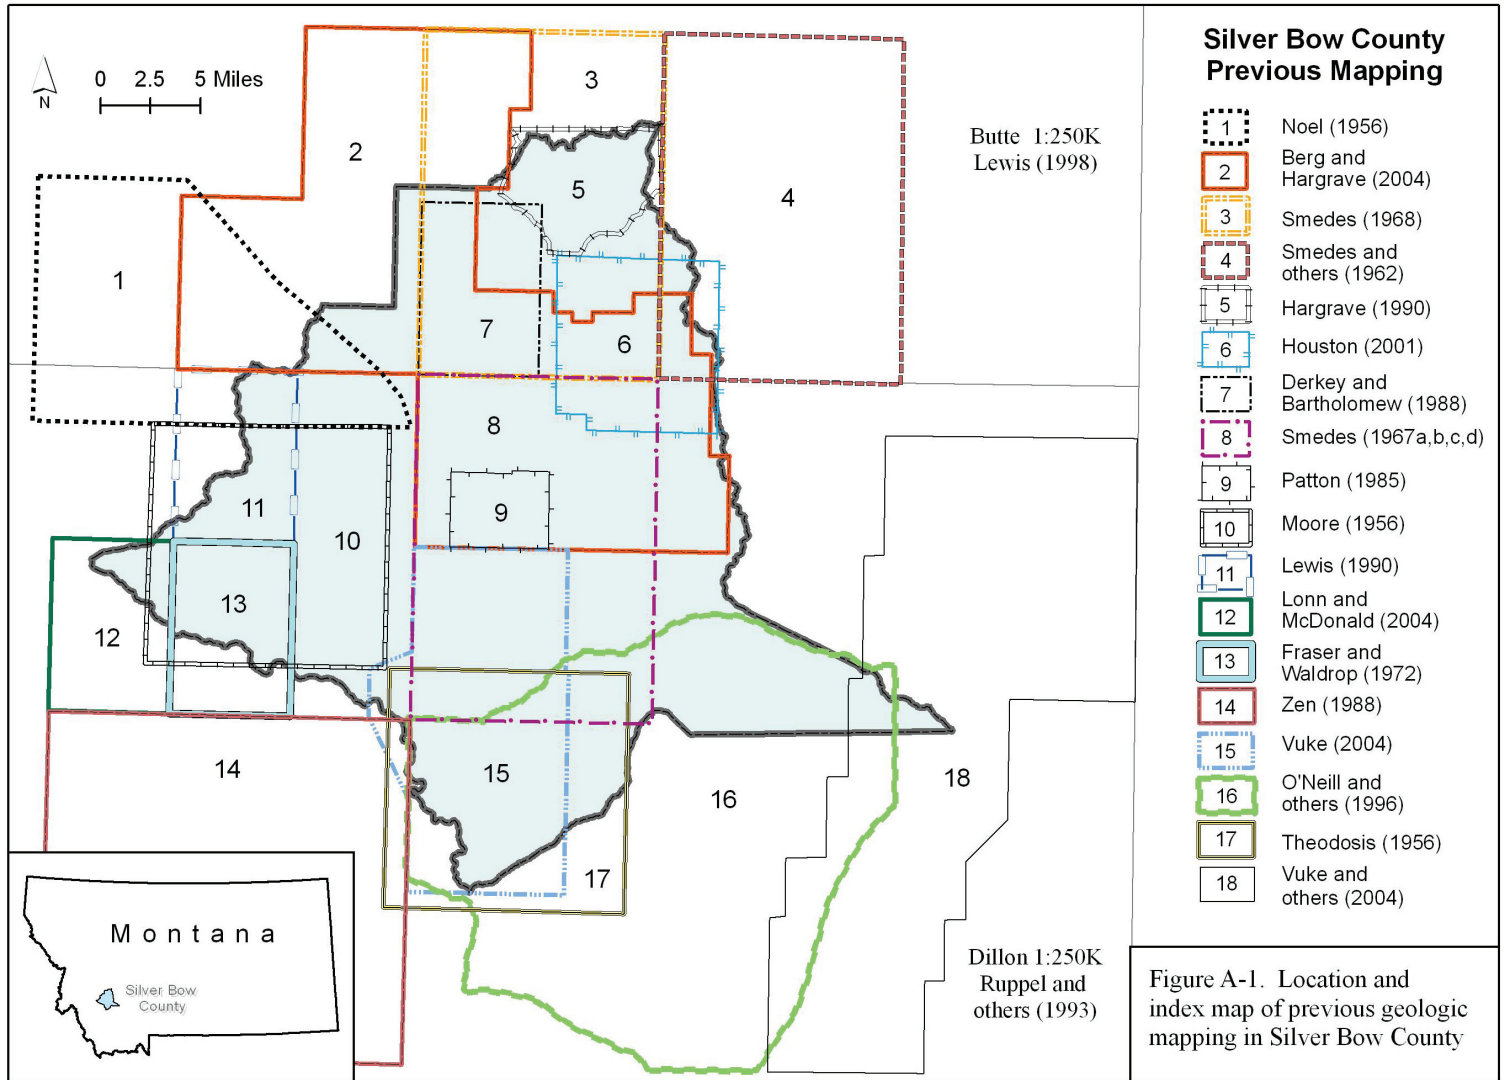 Silver Bow County
Previous Mapping
1 Noel (1956)
2 Berg and
Hargrave (2004)
3 Smedes (1968)
4 Smedes and
others (1962)
5 Hargrave (1990)
6 Houston (2001)
7 Derkey and
Bartholomew (1988)
8 Smedes (1967a,b,c,d)
9 Patton (1985)
10 Moore (1956)
11 Lewis (1990)
12 Lonn and
McDonald (2004)
13 Fraser and
Waldrop (1972)
14 Zen (1988)
15 Vuke (2004)
16 O'Neill and
others (1996)
17 Theodosis (1956)
18 Vuke and
others (2004)
N
0 2.5 5 Miles
3
2
Butte 1:250K
Lewis (1998)
5
4
1
7
6
8
11
9
10
13
12
14
15
16
18
17
Dillon 1:250K
Ruppel and
others (1993)
Montana
Silver Bow
County
Figure A-1. Location and
index map of previous geologic
mapping in Silver Bow County